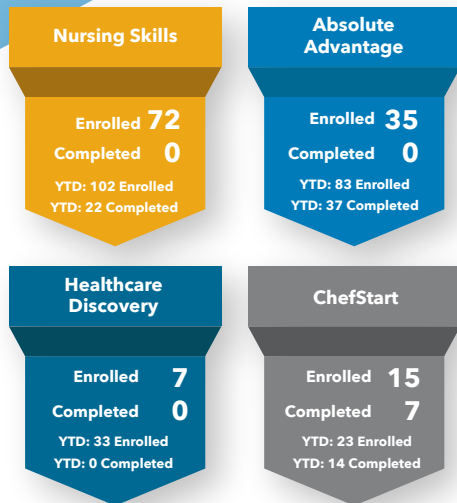 Nursing Skills
Enrolled 72
Completed 0
YTD: 102 Enrolled
YTD: 22 Completed
Absolute
Advantage
Enrolled 35
Completed 0
YTD: 83 Enrolled
YTD: 37 Completed
Healthcare
Discovery
Enrolled 7
Completed 0
YTD: 33 Enrolled
YTD: 0 Completed
ChefStart
Enrolled 15
Completed 7
YTD: 23 Enrolled
YTD: 14 Completed